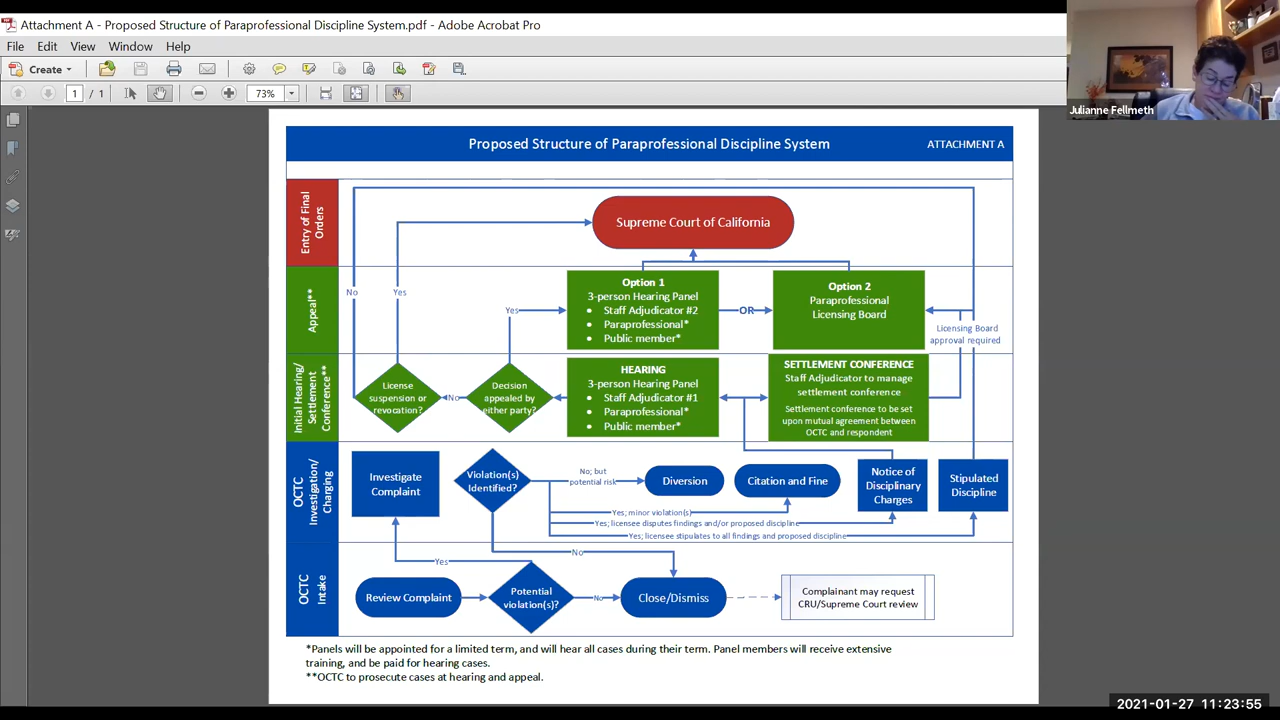 Attachment A - Proposed Structure of Paraprofessional Discipline System.pdf - Adobe Acrobat Pro
File Edit View Window Help
Create
1 / 1
73%
Julianne Fellmeth
Proposed Structure of Paraprofessional Discipline System
ATTACHMENT A
Entry of Final
Orders
Supreme Court of California
No
Yes
Appeal**
Yes
Option 1
3-person Hearing Panel
• Staff Adjudicator #2
• Paraprofessional*
• Public member*
OR
Option 2
Paraprofessional
Licensing Board
Licensing Board
approval required
Initial Hearing/
Settlement
Conference**
License
suspension or
revocation?
No
Decision
appealed by
either party?
HEARING
3-person Hearing Panel
• Staff Adjudicator #1
• Paraprofessional*
• Public member*
SETTLEMENT CONFERENCE
Staff Adjudicator to manage
settlement conference
Settlement conference to be set
upon mutual agreement between
OCTC and respondent
OCTC
Investigation/
Charging
Investigate
Complaint
Violation(s)
Identified?
No; but
potential risk
Diversion
Citation and Fine
Notice of
Disciplinary
Charges
Stipulated
Discipline
Yes; minor violation(s)
Yes; licensee disputes findings and/or proposed discipline
Yes; licensee stipulates to all findings and proposed discipline
No
Yes
OCTC
Intake
Review Complaint
Potential
violation(s)?
No
Close/Dismiss
Complainant may request
CRU/Supreme Court review
*Panels will be appointed for a limited term, and will hear all cases during their term. Panel members will receive extensive
training, and be paid for hearing cases.
**OCTC to prosecute cases at hearing and appeal.
2021-01-27 11:23:55